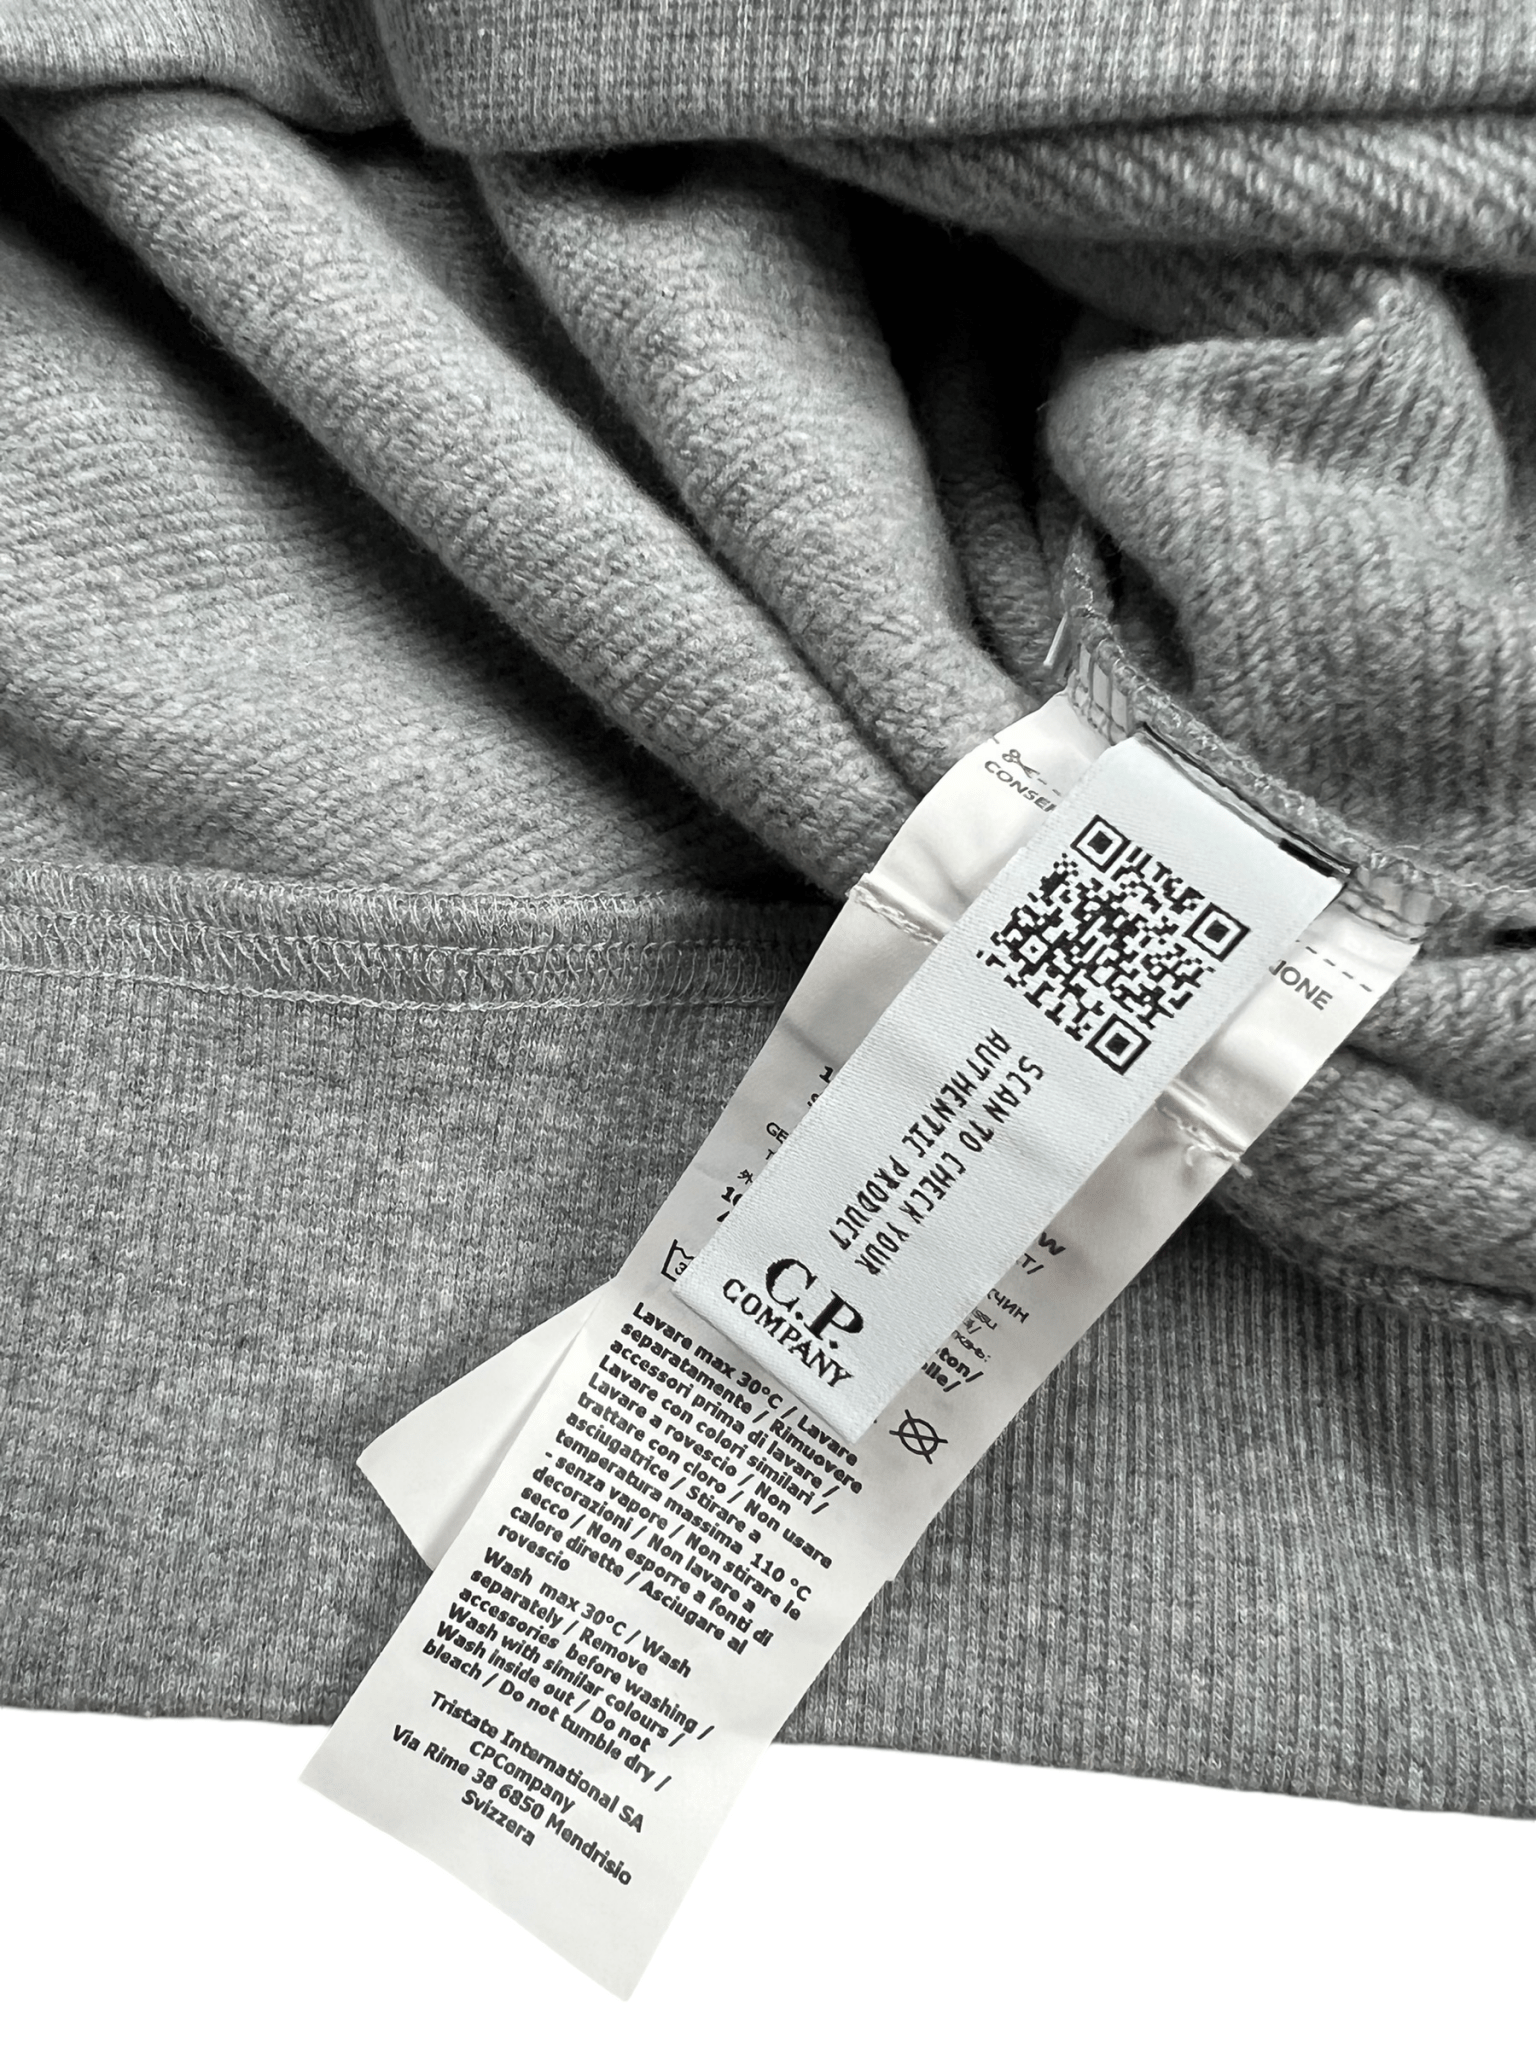 SCAN TO CHECK YOUR
AUTHENTIC PRODUCT
C.P.
COMPANY
Lavare max 30°C / Lavare
separatamente / Rimuovere
accessori prima di lavare /
Lavare con colori similari /
Lavare a rovescio / Non
trattare con cloro / Non usare
asciugatrice / Stirare a
temperatura massima 110 °C
- senza vapore / Non stirare le
decorazioni / Non lavare a
secco / Non esporre a fonti di
calore dirette / Asciugare al
rovescio
Wash max 30°C / Wash
separately / Remove
accessories before washing /
Wash with similar colours /
Wash inside out / Do not
bleach / Do not tumble dry /
Tristate International SA
CPCompany
Via Rime 38 6850 Mendrisio
Svizzera